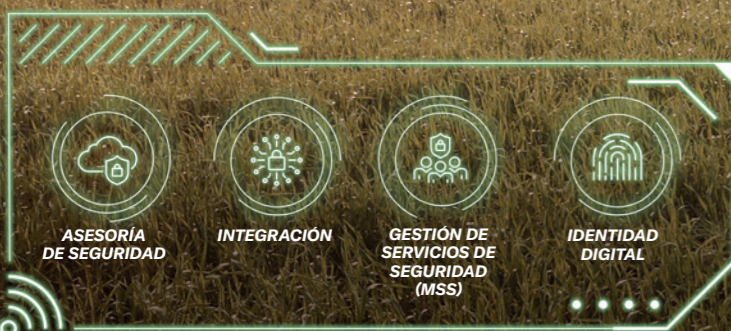 ASESORÍA
DE SEGURIDAD
INTEGRACIÓN
GESTIÓN DE
SERVICIOS DE
SEGURIDAD
(MSS)
IDENTIDAD
DIGITAL